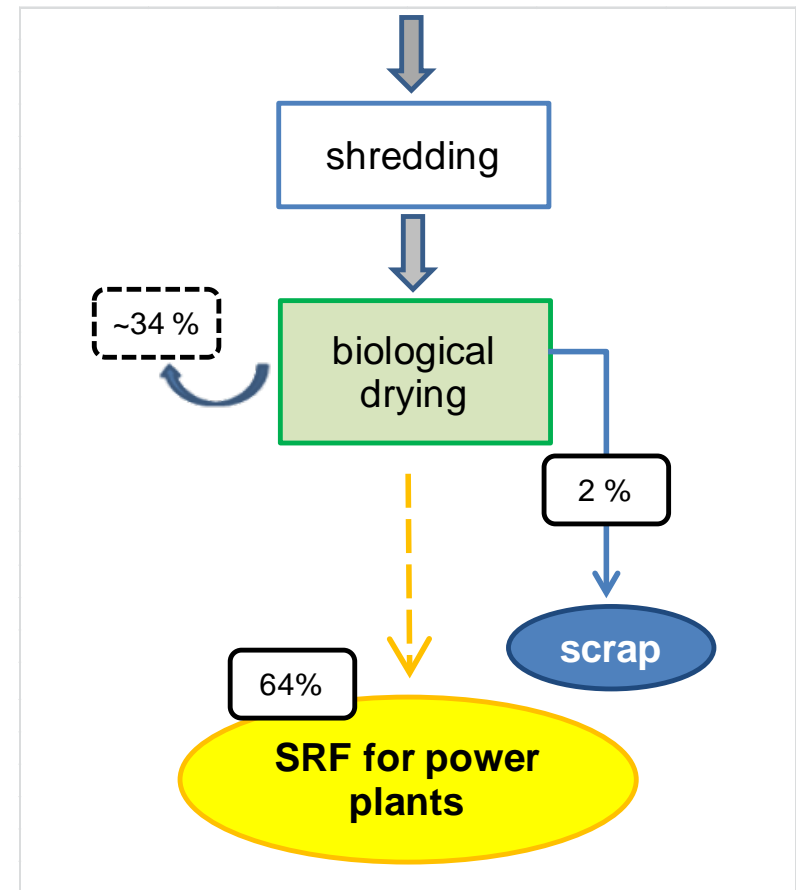 shredding
~34 %
biological
drying
2 %
scrap
64%
SRF for power
plants